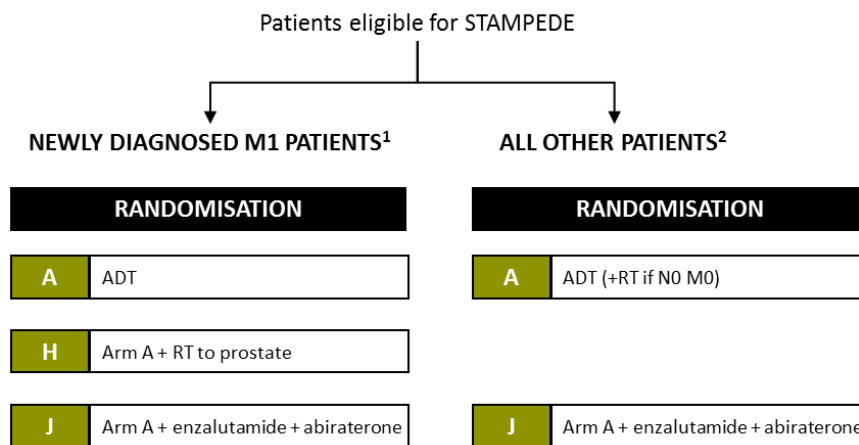 Patients eligible for STAMPEDE
NEWLY DIAGNOSED M1 PATIENTS¹
ALL OTHER PATIENTS²
RANDOMISATION
RANDOMISATION
A ADT
A ADT (+RT if N0 M0)
H Arm A + RT to prostate
J Arm A + enzalutamide + abiraterone
J Arm A + enzalutamide + abiraterone